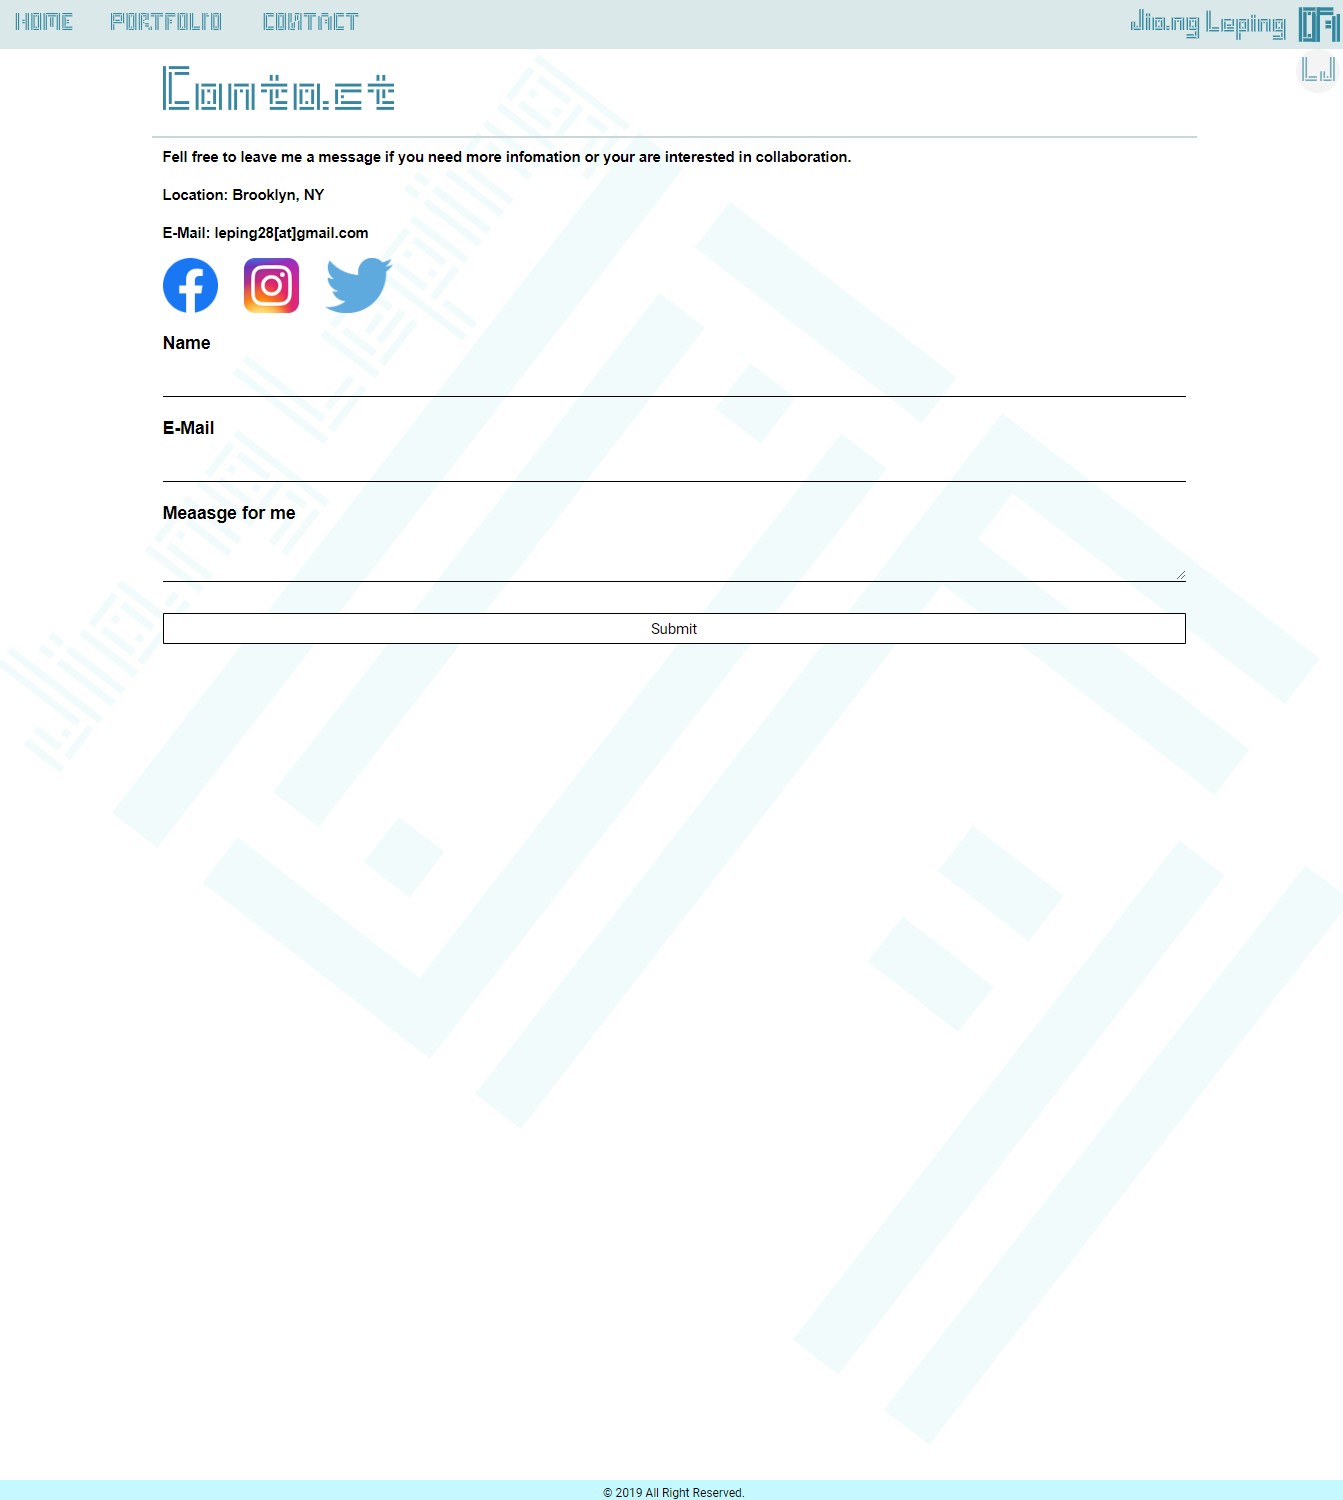 HOME PORTFOLIO CONTACT Jiang Leping
LJ
Contact
Fell free to leave me a message if you need more infomation or your are interested in collaboration.
Location: Brooklyn, NY
E-Mail: leping28[at]gmail.com
Name
E-Mail
Meaasge for me
Submit
Jiang Leping
© 2019 All Right Reserved.